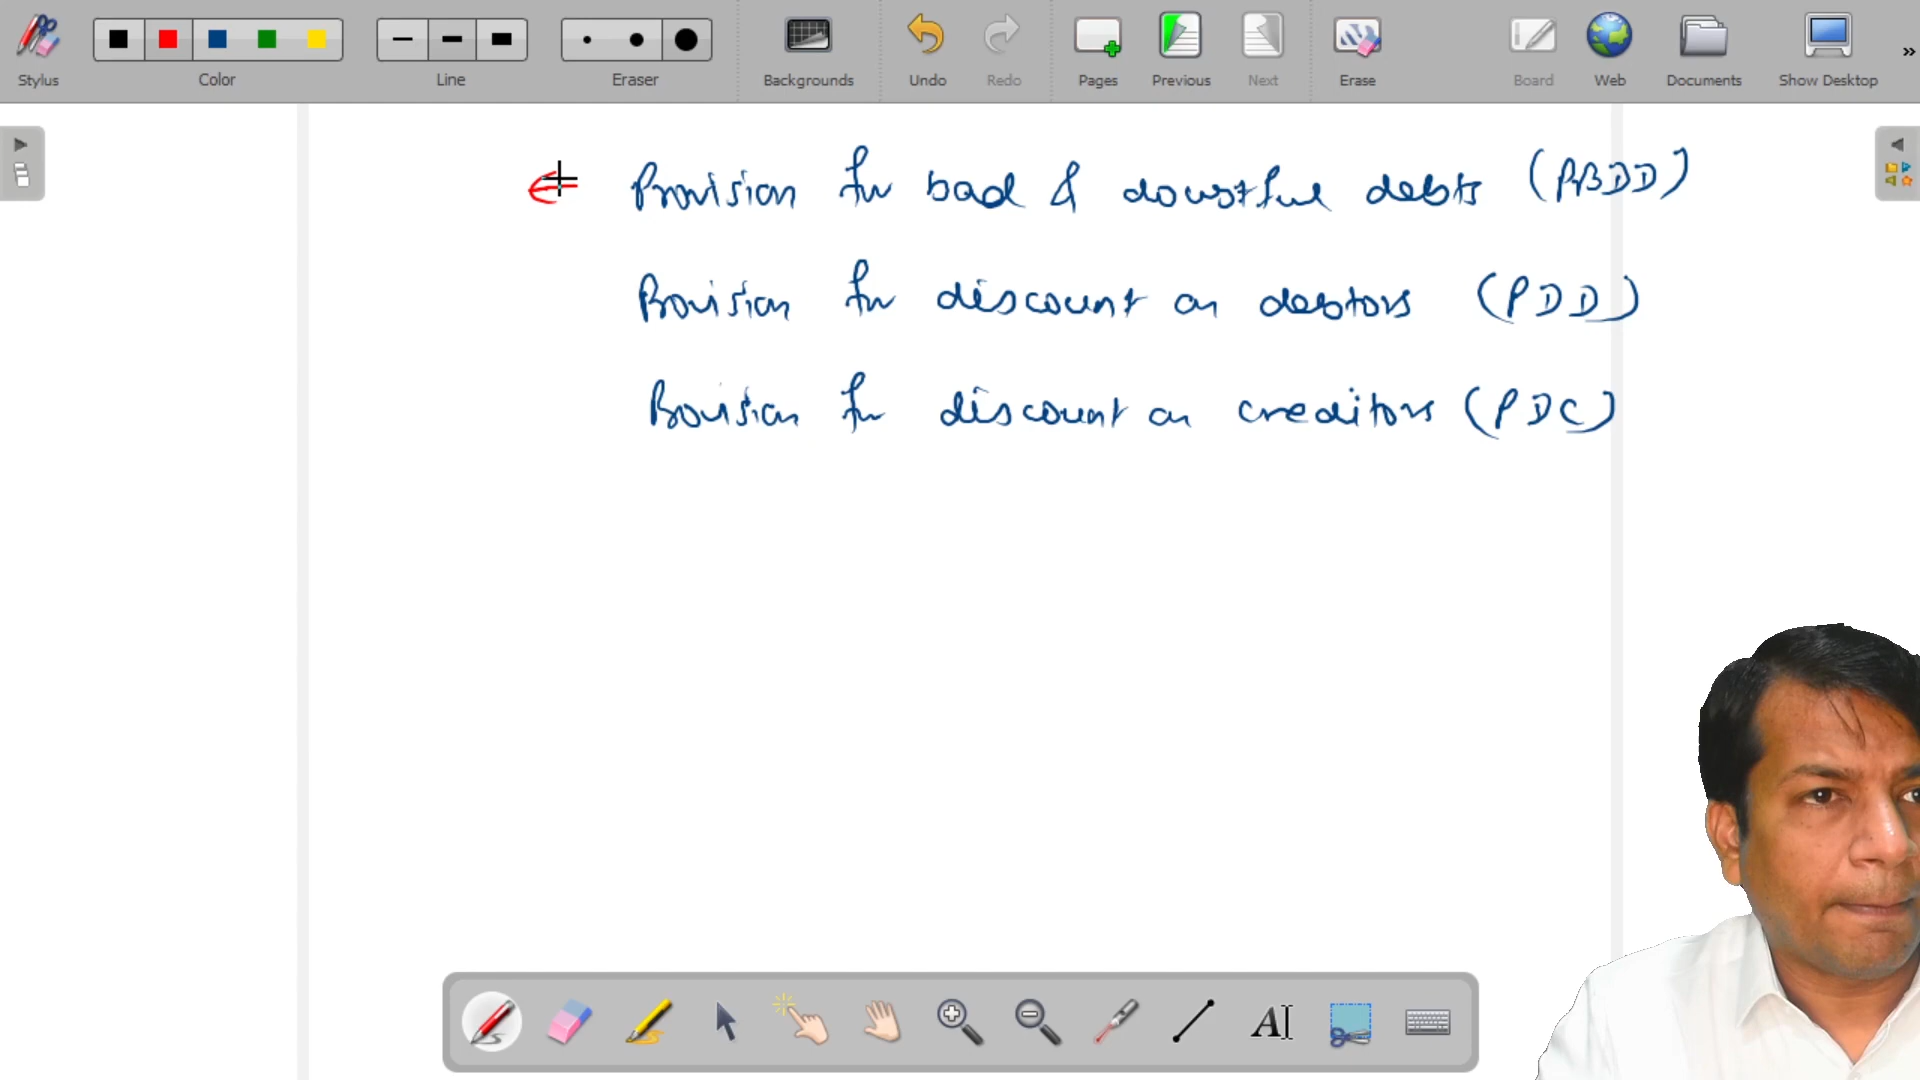 Stylus Color Line Eraser Backgrounds Undo Redo Pages Previous Next Erase Board Web Documents Show Desktop »
Provision for bad & doubtful debts (PBDD)
Provision for discount on debtors (PDD)
Provision for discount on creditors (PDC)
AI